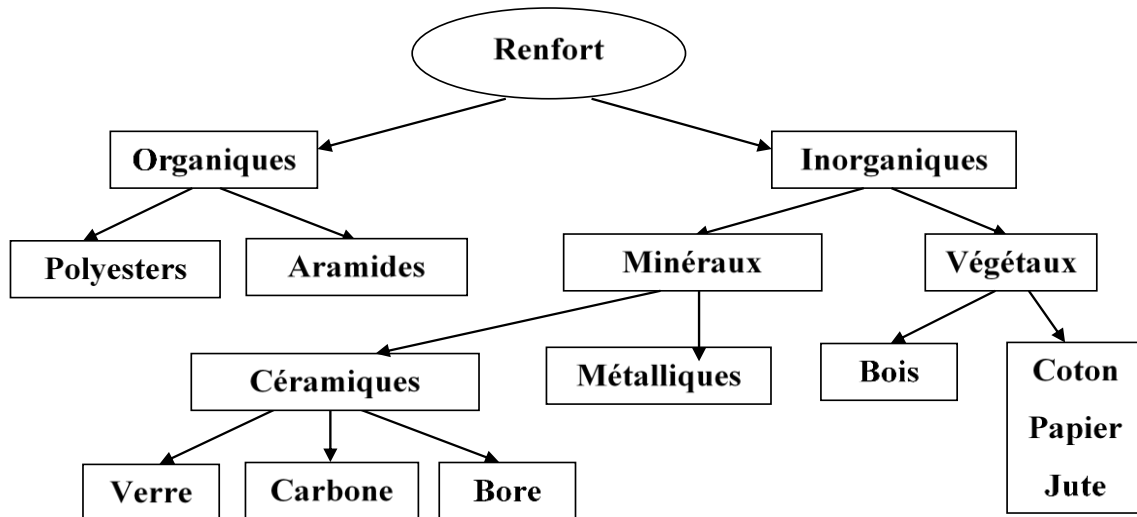 Renfort
Organiques
Inorganiques
Polyesters
Aramides
Minéraux
Végétaux
Céramiques
Métalliques
Bois
Coton
Papier
Jute
Verre
Carbone
Bore